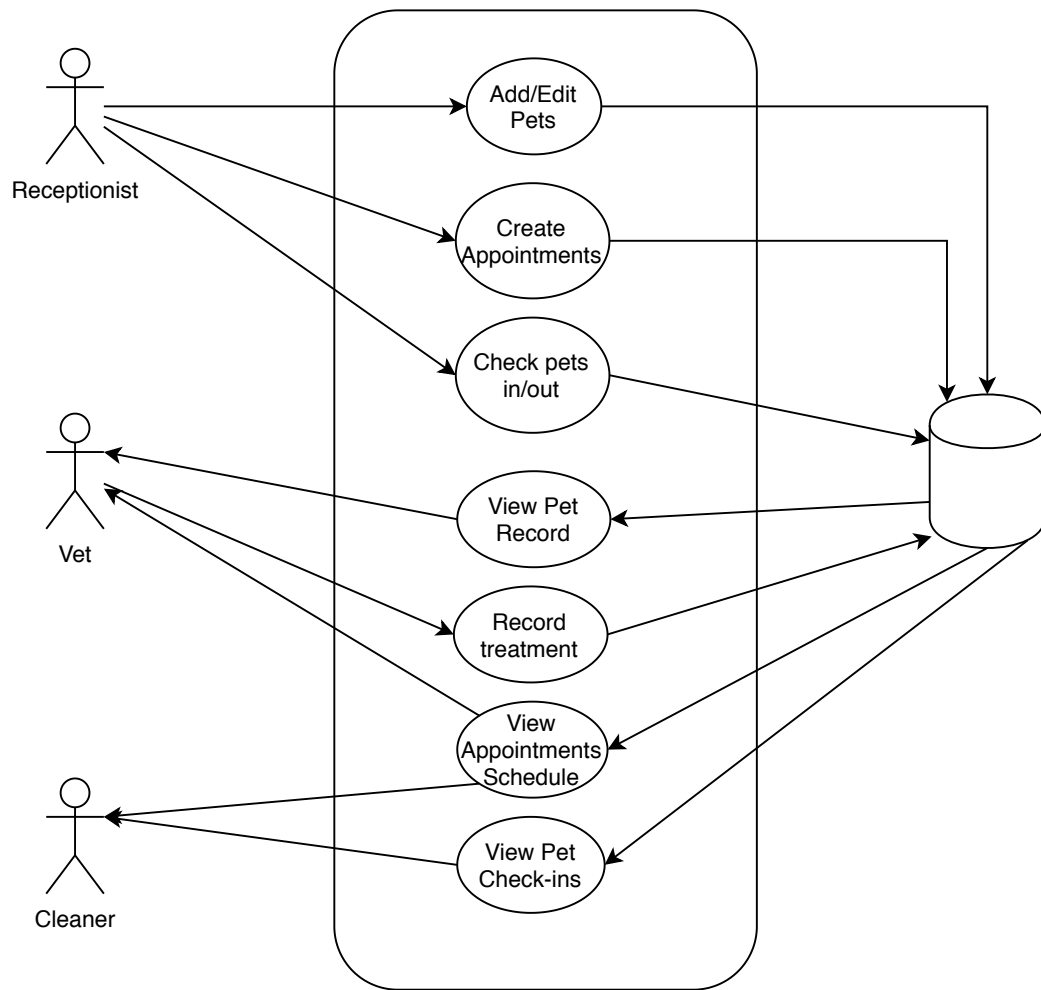 Add/Edit
Pets
Receptionist
Create
Appointments
Check pets
in/out
View Pet
Record
Vet
Record
treatment
View
Appointments
Schedule
View Pet
Check-ins
Cleaner